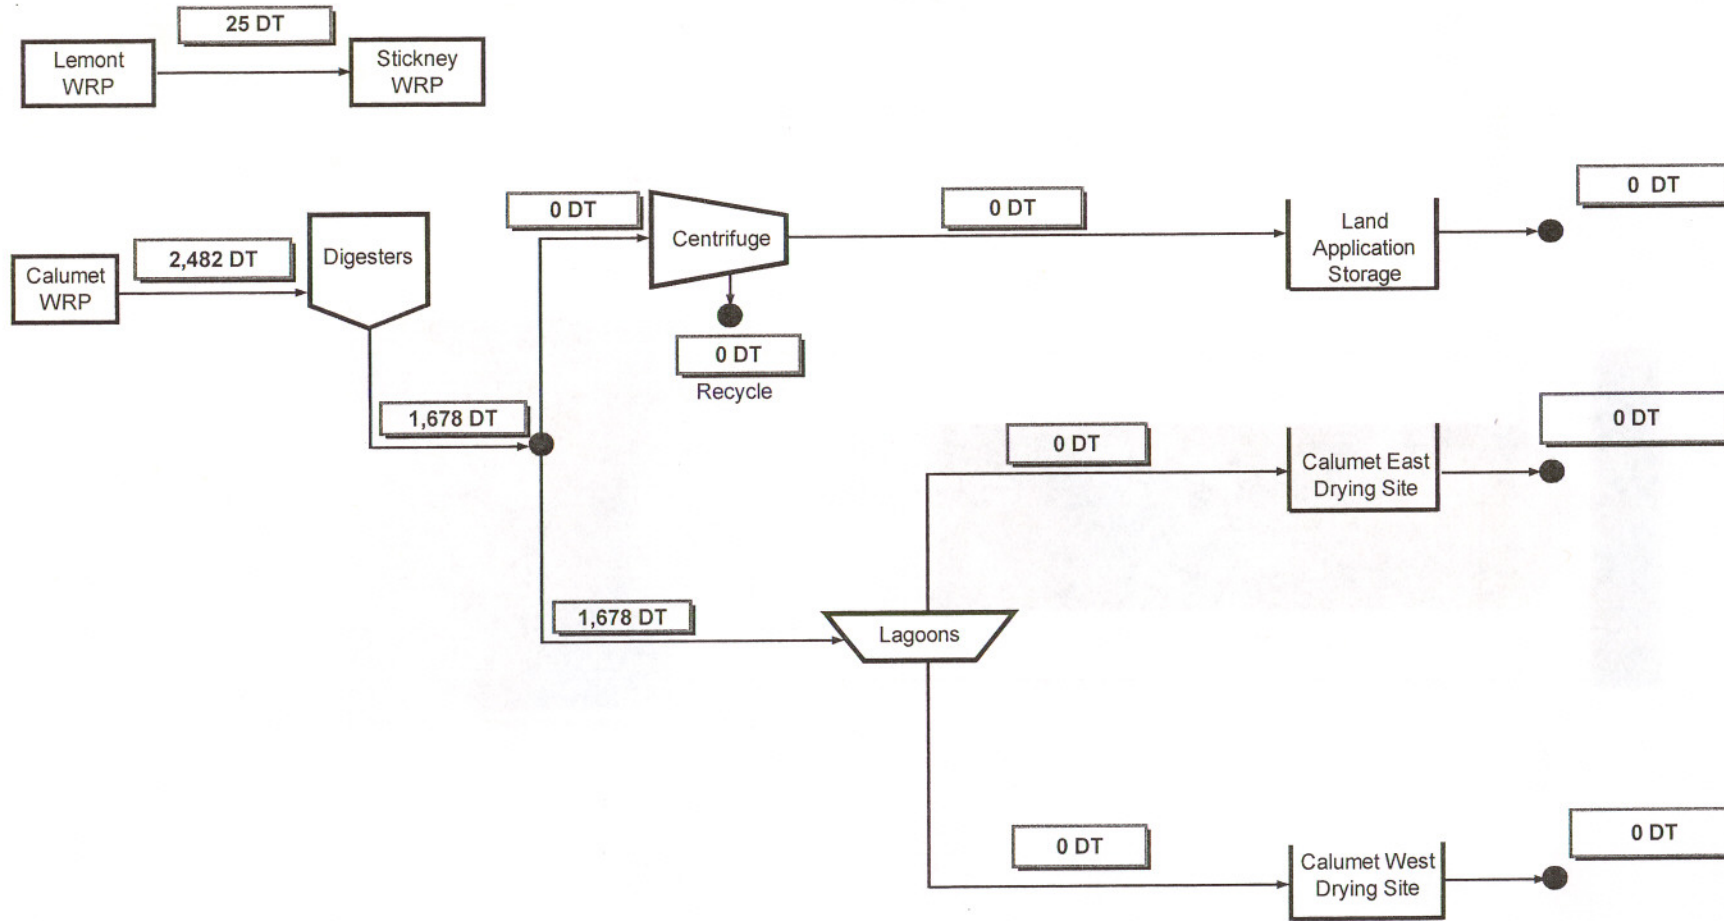 25 DT
Lemont
WRP
Stickney
WRP
0 DT
0 DT
0 DT
Centrifuge
Land
Application
Storage
2,482 DT
Digesters
Calumet
WRP
0 DT
Recycle
1,678 DT
0 DT
0 DT
Calumet East
Drying Site
1,678 DT
Lagoons
0 DT
0 DT
Calumet West
Drying Site